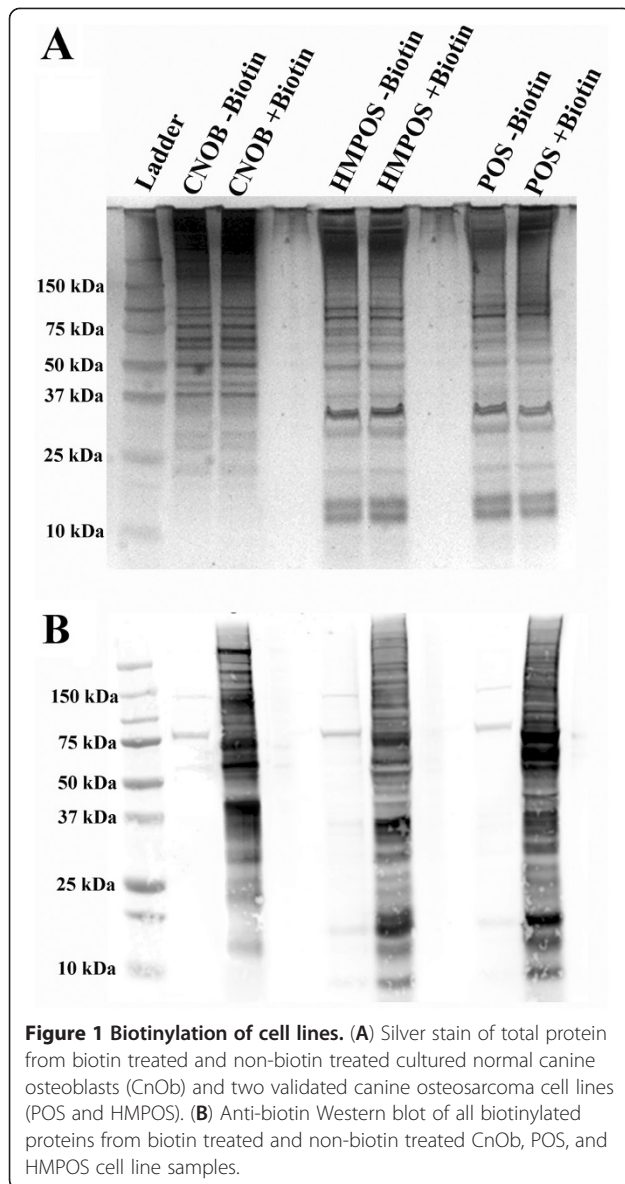 A
Ladder
CNOB -Biotin
CNOB +Biotin
HMPOS -Biotin
HMPOS +Biotin
POS -Biotin
POS +Biotin
150 kDa
75 kDa
50 kDa
37 kDa
25 kDa
10 kDa
B
150 kDa
75 kDa
50 kDa
37 kDa
25 kDa
10 kDa
Figure 1 Biotinylation of cell lines. (A) Silver stain of total protein
from biotin treated and non-biotin treated cultured normal canine
osteoblasts (CnOb) and two validated canine osteosarcoma cell lines
(POS and HMPOS). (B) Anti-biotin Western blot of all biotinylated
proteins from biotin treated and non-biotin treated CnOb, POS, and
HMPOS cell line samples.